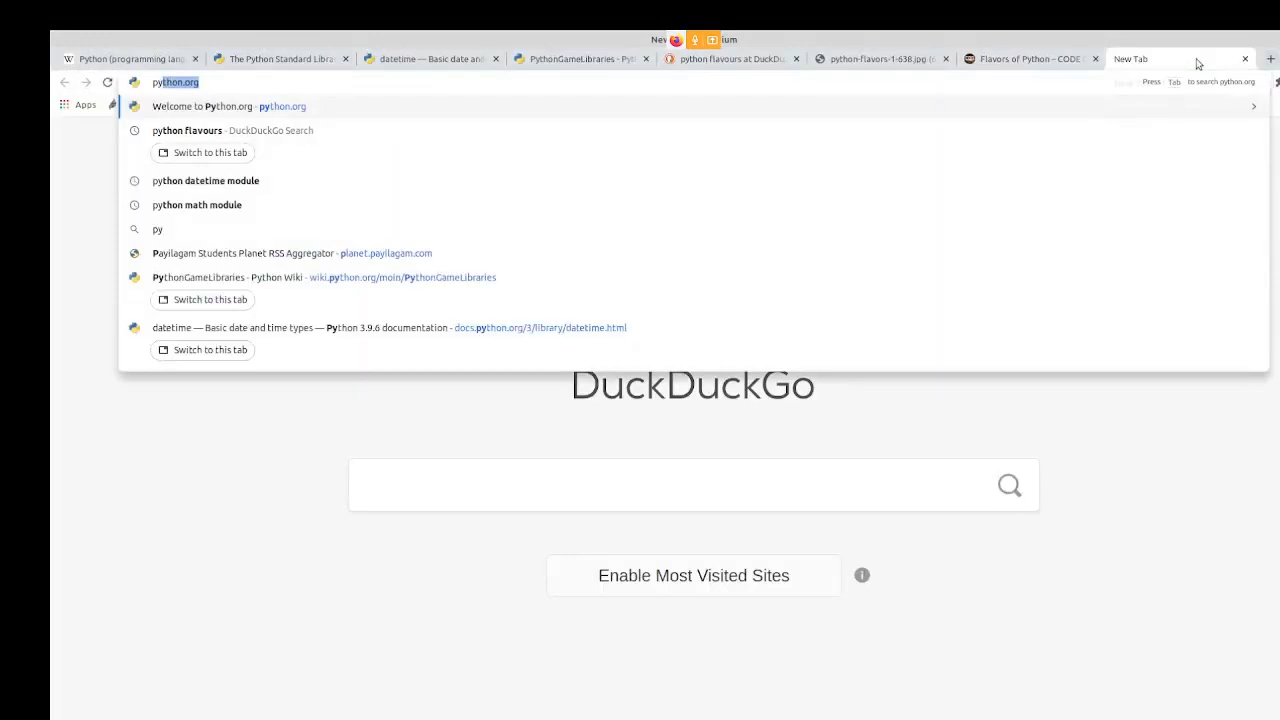 New ium
Python (programming lang
The Python Standard Libra
datetime — Basic date and
PythonGameLibraries - Pyt
python flavours at DuckDu
python-flavors-1-638.jpg (
Flavors of Python – CODE
New Tab
python.org
Press Tab to search python.org
Apps
Welcome to Python.org - python.org
python flavours - DuckDuckGo Search
Switch to this tab
python datetime module
python math module
py
Payilagam Students Planet RSS Aggregator - planet.payilagam.com
PythonGameLibraries - Python Wiki - wiki.python.org/moin/PythonGameLibraries
Switch to this tab
datetime — Basic date and time types — Python 3.9.6 documentation - docs.python.org/3/library/datetime.html
Switch to this tab
DuckDuckGo
Enable Most Visited Sites